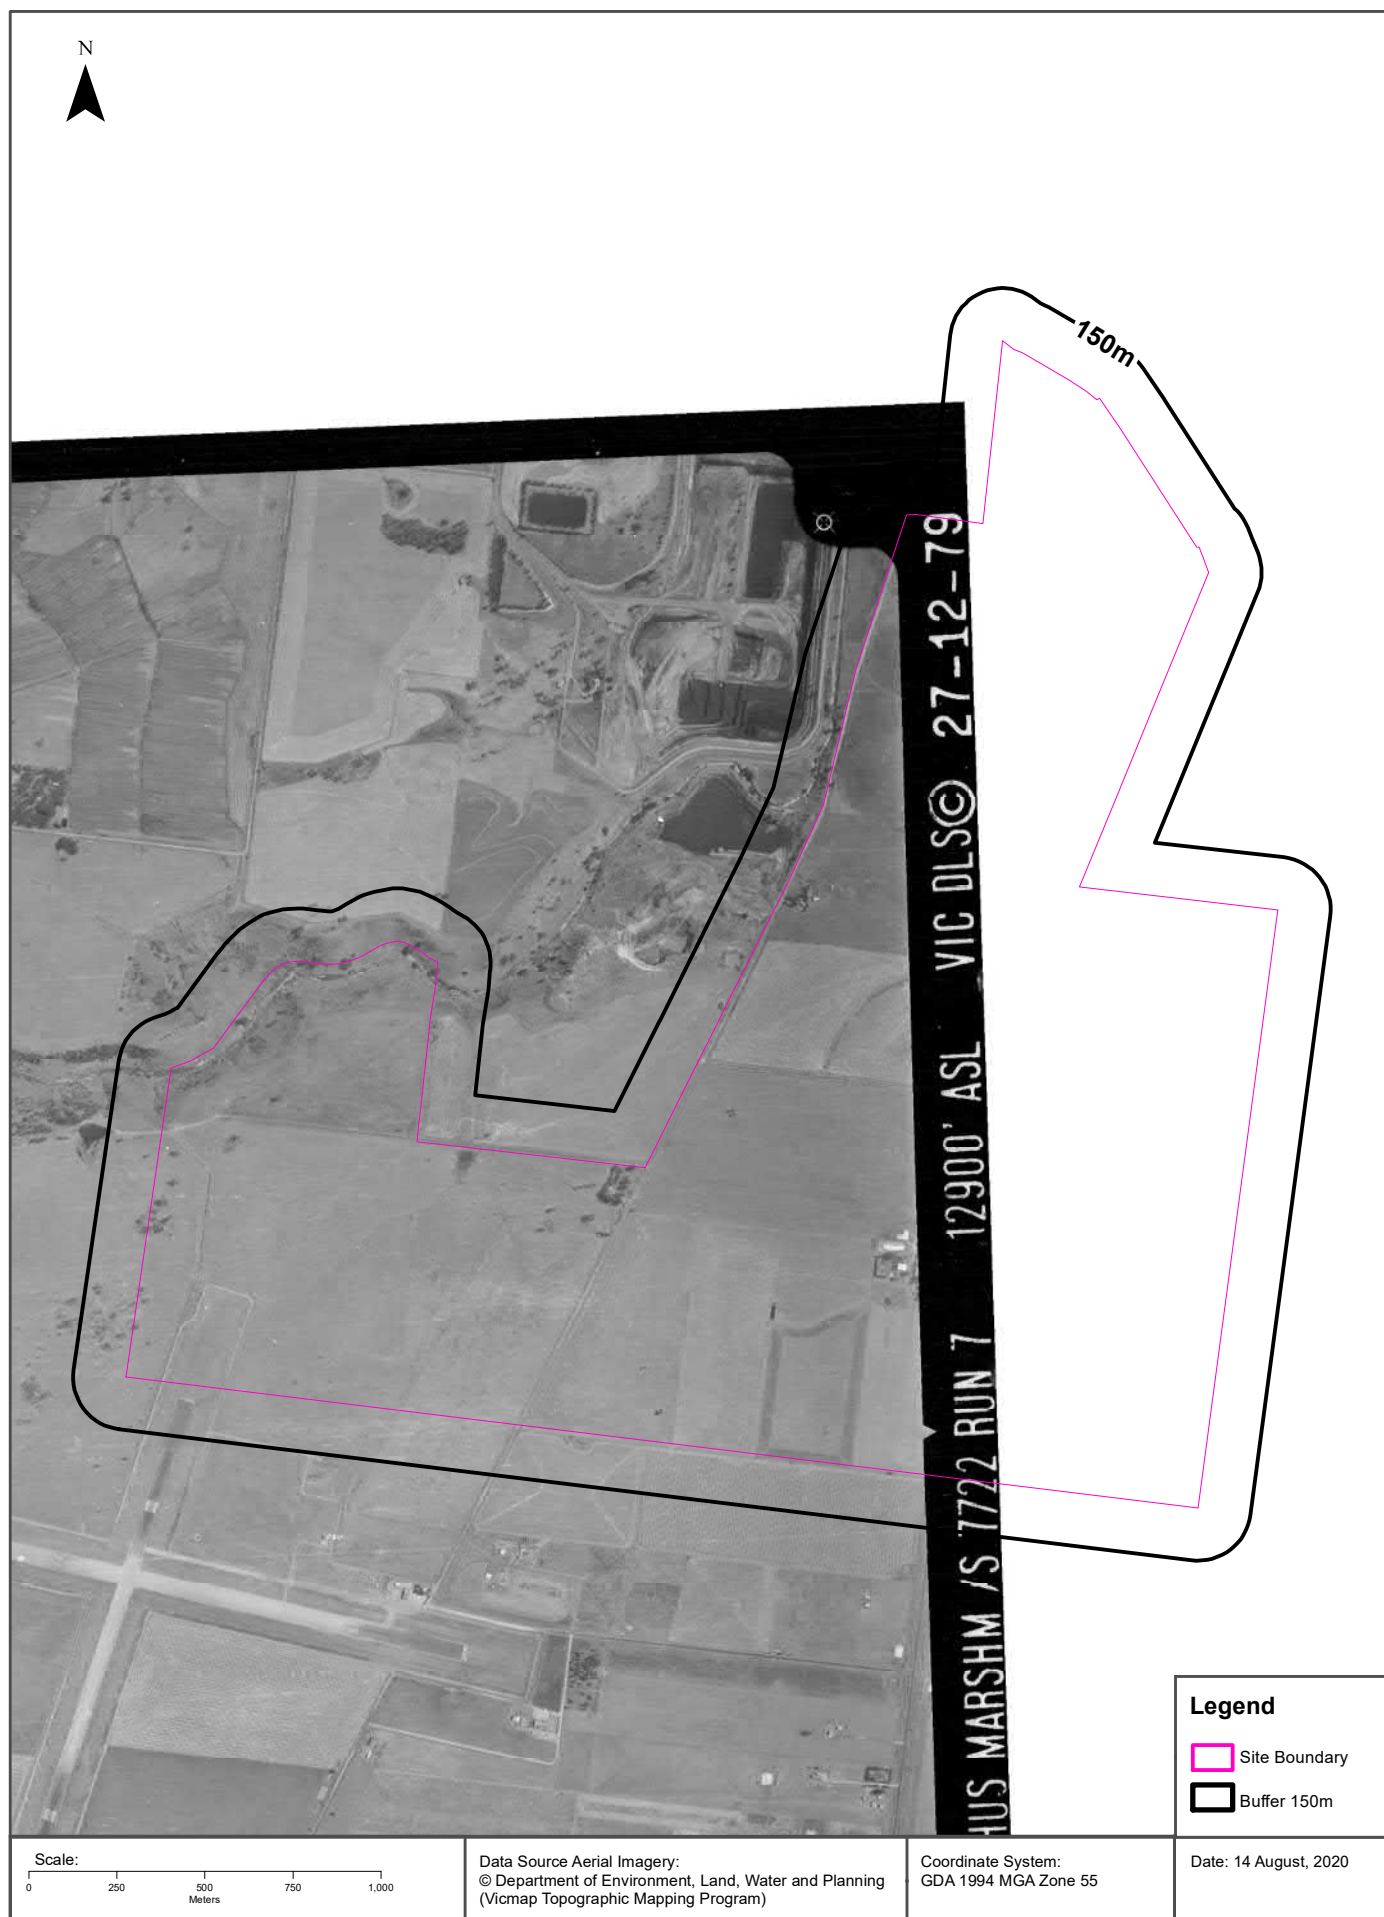 N
150m
HUS MARSHM /S 7722 RUN 7 12900' ASL VIC DLS© 27-12-79
Legend
Site Boundary
Buffer 150m
Scale:
0 250 500 750 1,000
Meters
Data Source Aerial Imagery:
© Department of Environment, Land, Water and Planning
(Vicmap Topographic Mapping Program)
Coordinate System:
GDA 1994 MGA Zone 55
Date: 14 August, 2020